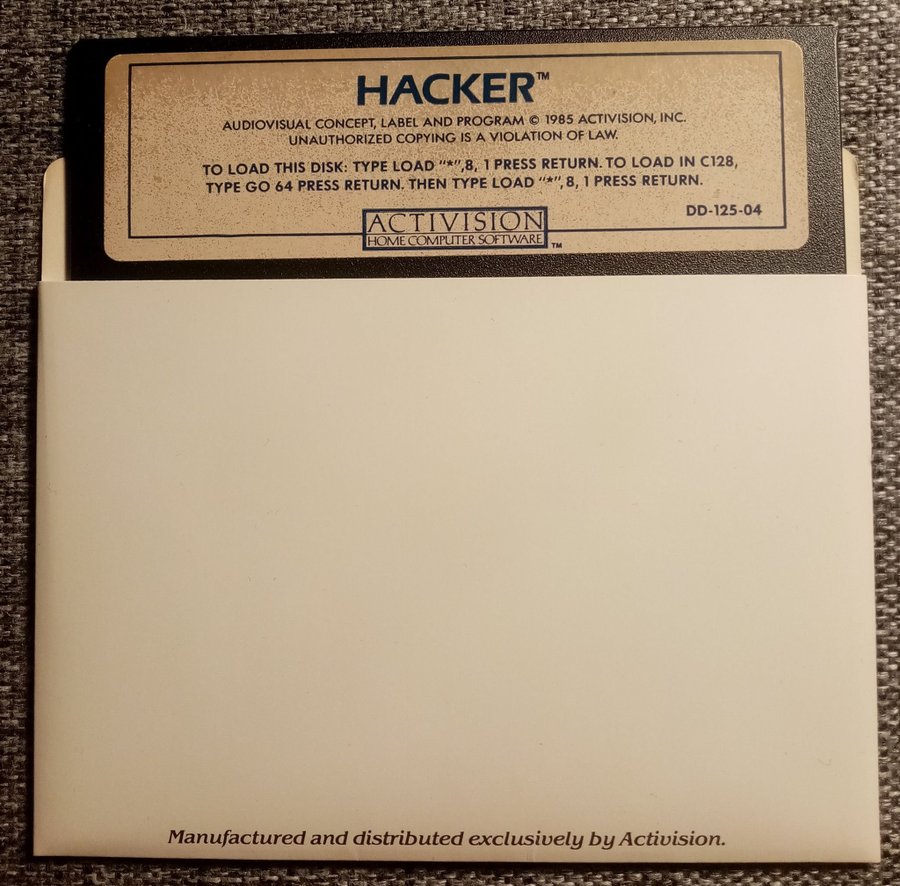 HACKER™
AUDIOVISUAL CONCEPT, LABEL AND PROGRAM © 1985 ACTIVISION, INC.
UNAUTHORIZED COPYING IS A VIOLATION OF LAW.
TO LOAD THIS DISK: TYPE LOAD "*",8, 1 PRESS RETURN. TO LOAD IN C128,
TYPE GO 64 PRESS RETURN. THEN TYPE LOAD "*", 8, 1 PRESS RETURN.
DD-125-04
ACTIVISION
HOME COMPUTER SOFTWARE™
Manufactured and distributed exclusively by Activision.